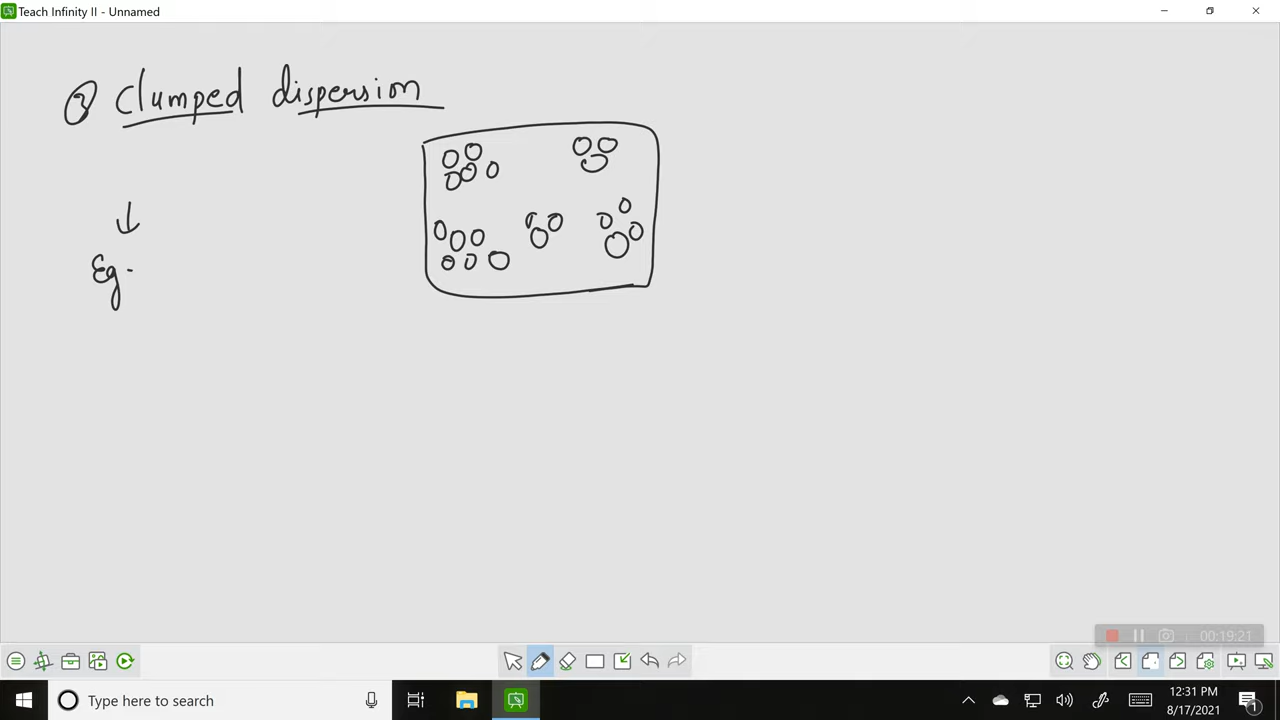 Teach Infinity II - Unnamed
③ Clumped dispersion
↓
Eg -
00:19:21
Type here to search
12:31 PM
8/17/2021
1